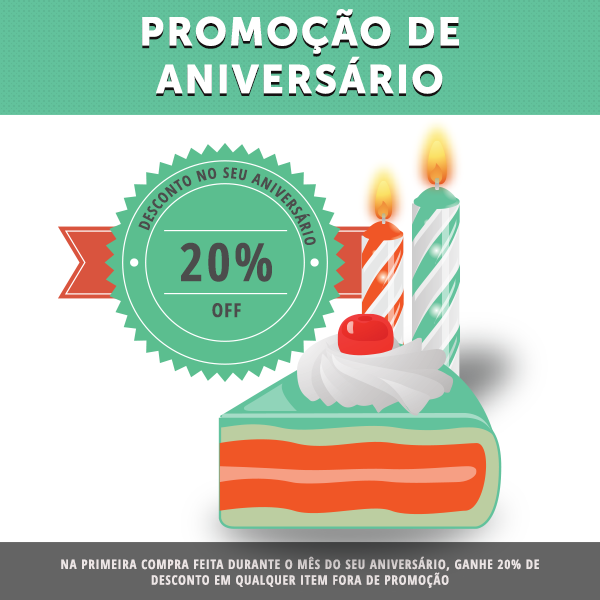 PROMOÇÃO DE
ANIVERSÁRIO
DESCONTO NO SEU ANIVERSÁRIO
20%
OFF
NA PRIMEIRA COMPRA FEITA DURANTE O MÊS DO SEU ANIVERSÁRIO, GANHE 20% DE
DESCONTO EM QUALQUER ITEM FORA DE PROMOÇÃO